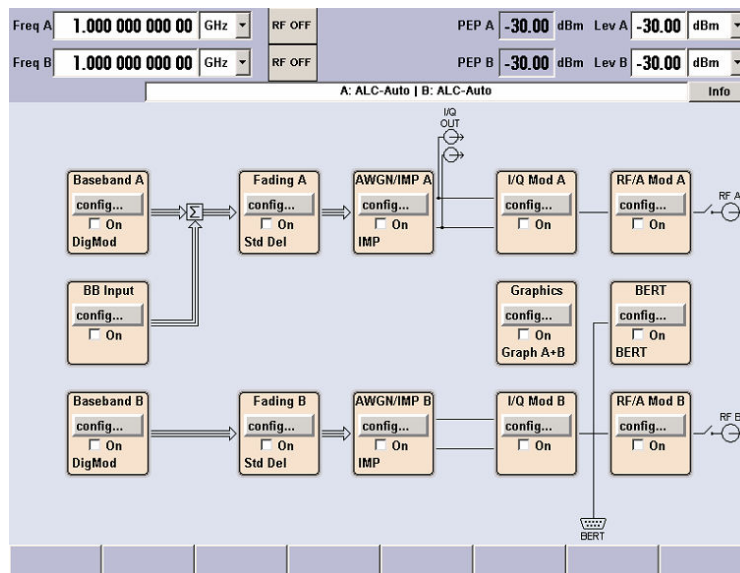 Freq A 1.000 000 000 00 GHz RF OFF PEP A -30.00 dBm Lev A -30.00 dBm
Freq B 1.000 000 000 00 GHz RF OFF PEP B -30.00 dBm Lev B -30.00 dBm
A: ALC-Auto | B: ALC-Auto Info
I/Q
OUT
Baseband A Fading A AWGN/IMP A I/Q Mod A RF/A Mod A
config... config... config... config... config... RF A
On On On On On
DigMod Std Del IMP
Σ
BB Input Graphics BERT
config... config... config...
On On On
Graph A+B BERT
Baseband B Fading B AWGN/IMP B I/Q Mod B RF/A Mod B
config... config... config... config... config... RF B
On On On On On
DigMod Std Del IMP
BERT